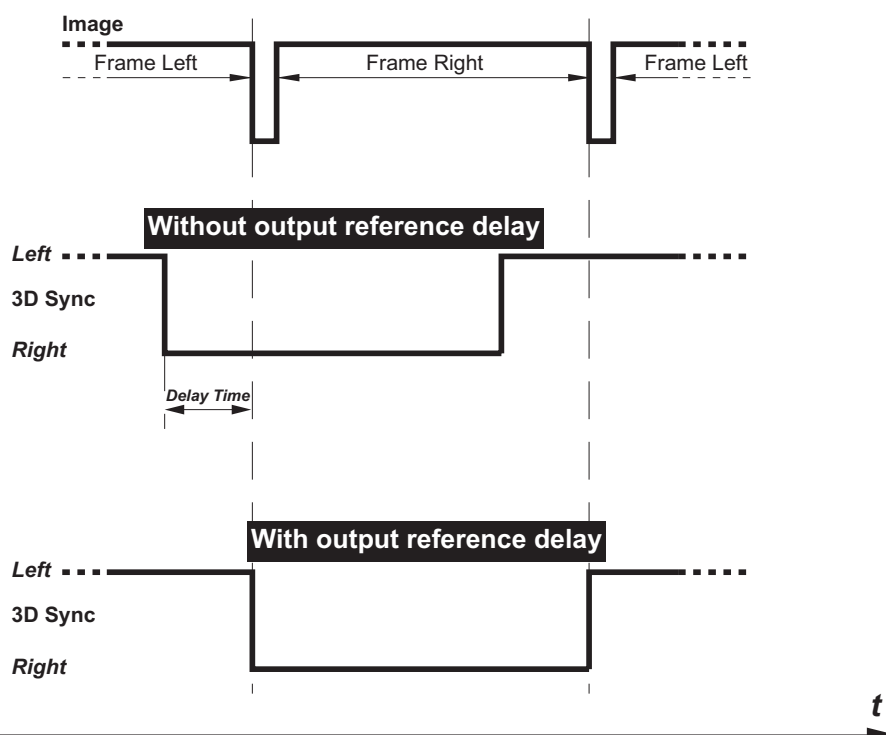 Image
Frame Left Frame Right Frame Left
Without output reference delay
Left
3D Sync
Right
Delay Time
With output reference delay
Left
3D Sync
Right
t